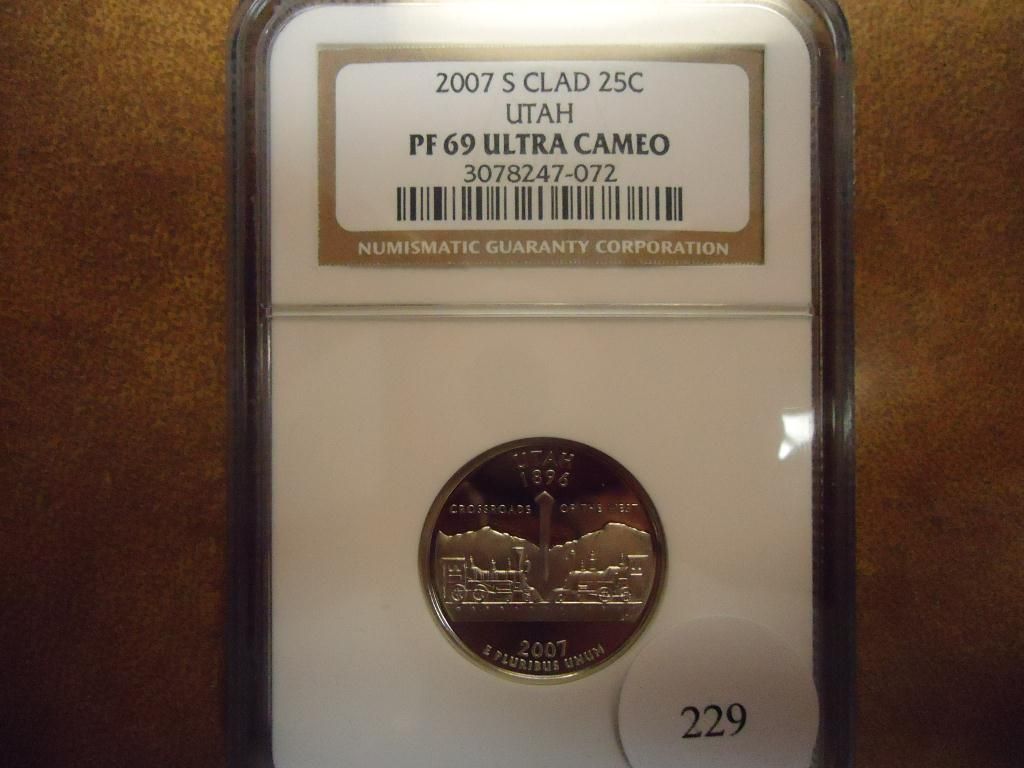 2007 S CLAD 25C
UTAH
PF 69 ULTRA CAMEO
3078247-072
NUMISMATIC GUARANTY CORPORATION
UTAH
1896
CROSSROADS OF THE WEST
2007
E PLURIBUS UNUM
229